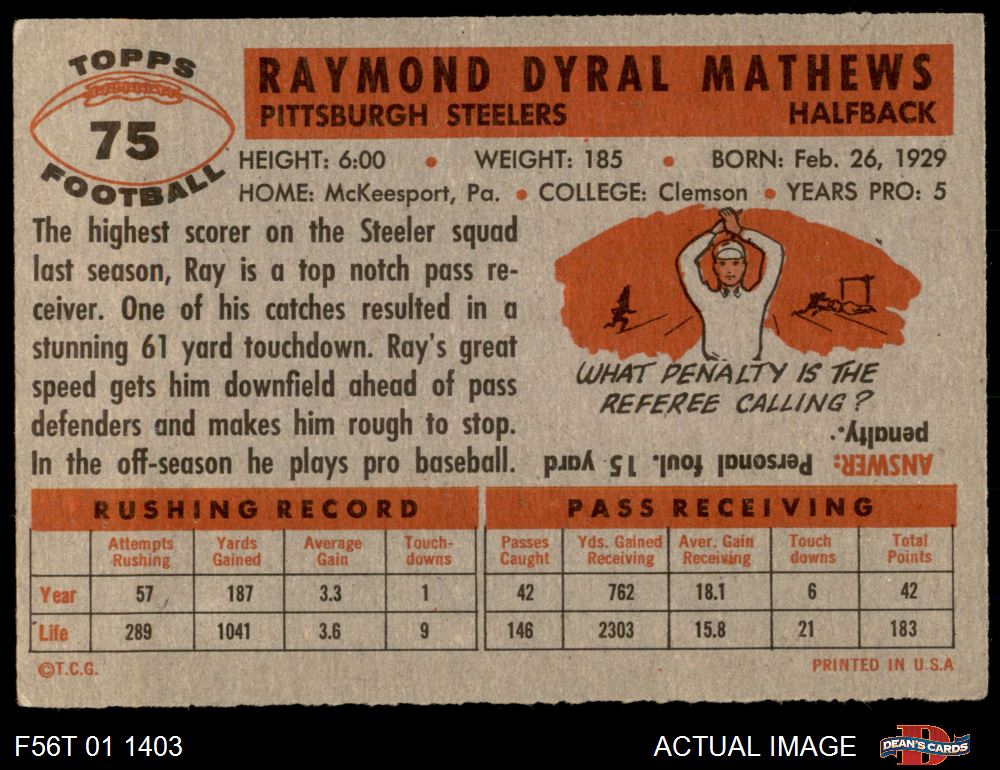 TOPPS
75
FOOTBALL
RAYMOND DYRAL MATHEWS
PITTSBURGH STEELERS HALFBACK
HEIGHT: 6:00 • WEIGHT: 185 • BORN: Feb. 26, 1929
HOME: McKeesport, Pa. • COLLEGE: Clemson • YEARS PRO: 5
The highest scorer on the Steeler squad
last season, Ray is a top notch pass re-
ceiver. One of his catches resulted in a
stunning 61 yard touchdown. Ray's great
speed gets him downfield ahead of pass
defenders and makes him rough to stop.
In the off-season he plays pro baseball.
WHAT PENALTY IS THE
REFEREE CALLING?
ANSWER: Personal foul. 15 yard
penalty.
RUSHING RECORD PASS RECEIVING
Attempts Rushing Yards Gained Average Gain Touch-downs Passes Caught Yds. Gained Receiving Aver. Gain Receiving Touch downs Total Points
Year 57 187 3.3 1 42 762 18.1 6 42
Life 289 1041 3.6 9 146 2303 15.8 21 183
©T.C.G. PRINTED IN U.S.A
F56T 01 1403 ACTUAL IMAGE DEAN'S CARDS